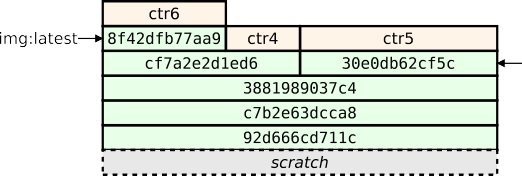 ctr6
img:latest 8f42dfb77aa9 ctr4 ctr5
cf7a2e2d1ed6 30e0db62cf5c
3881989037c4
c7b2e63dcca8
92d666cd711c
scratch